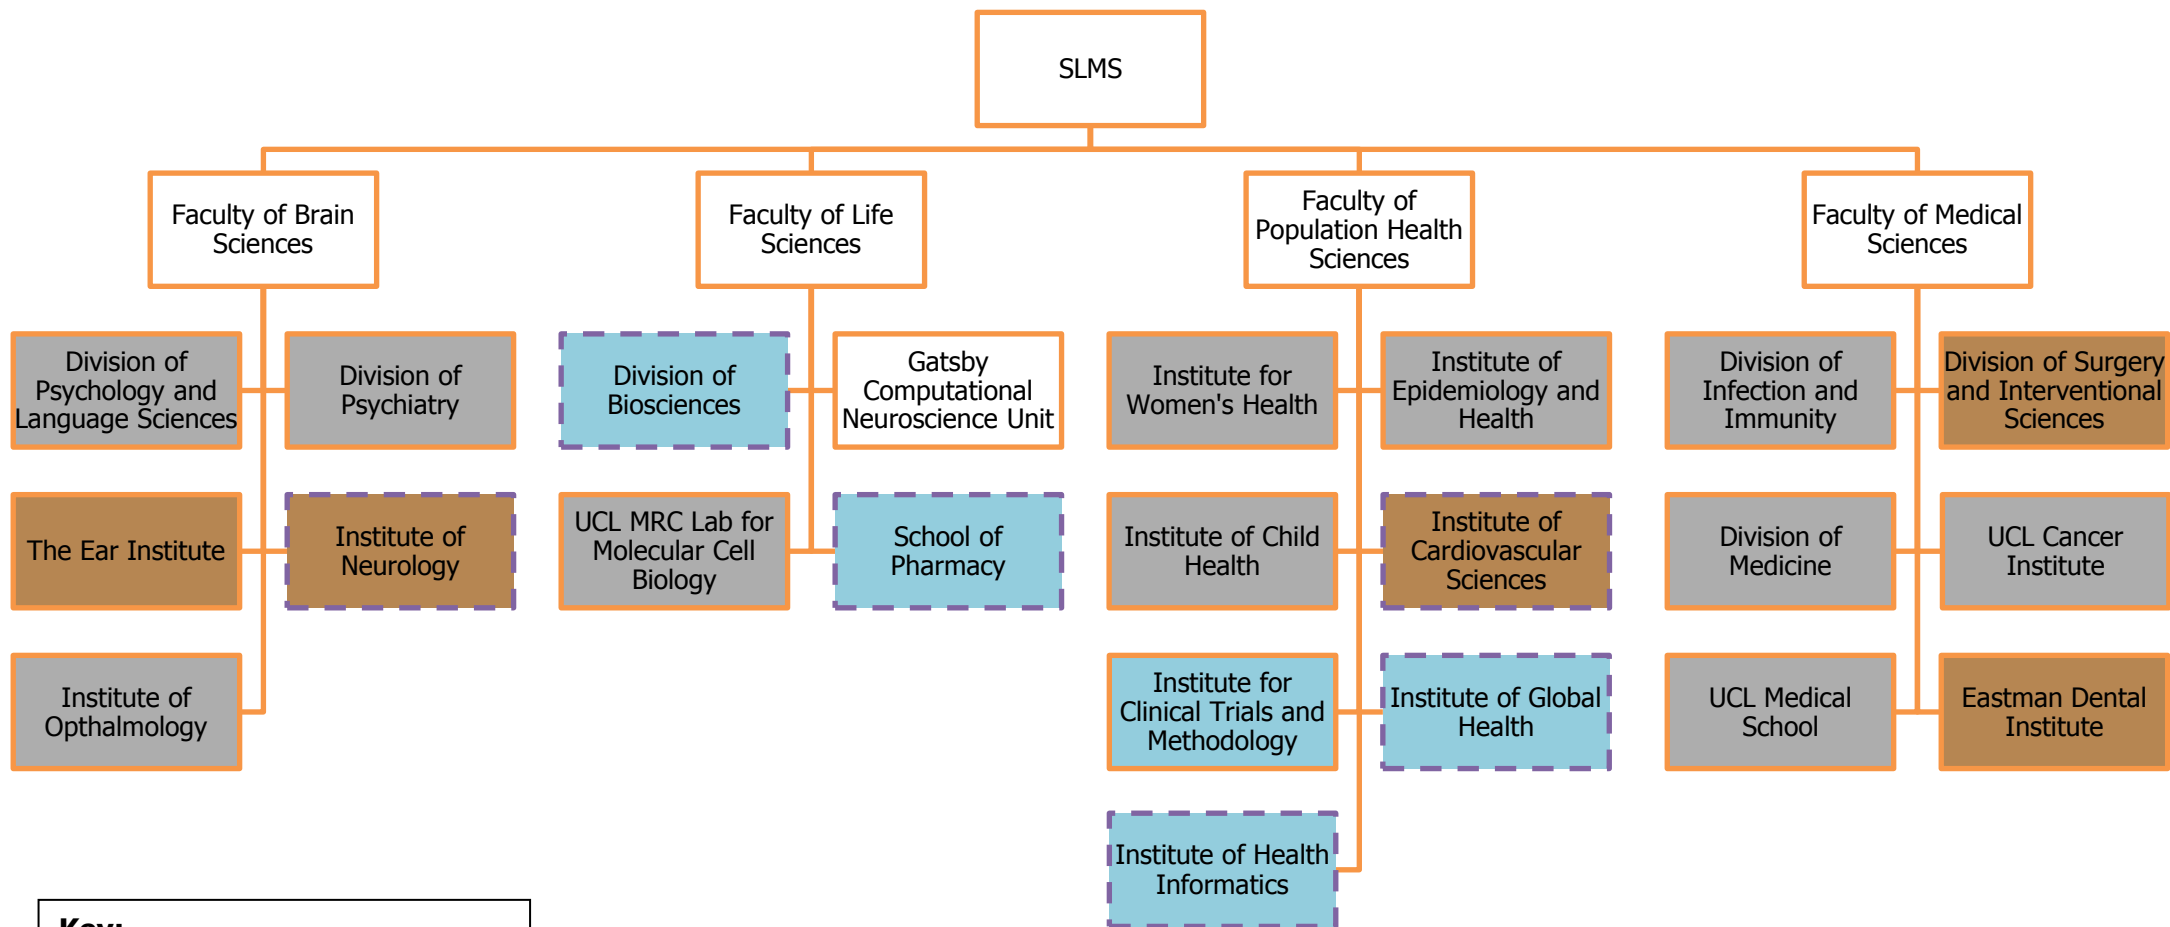 SLMS
Faculty of Brain
Sciences
Faculty of Life
Sciences
Faculty of
Population Health
Sciences
Faculty of Medical
Sciences
Division of
Psychology and
Language Sciences
Division of
Psychiatry
Division of
Biosciences
Gatsby
Computational
Neuroscience Unit
Institute for
Women's Health
Institute of
Epidemiology and
Health
Division of
Infection and
Immunity
Division of Surgery
and Interventional
Sciences
The Ear Institute
Institute of
Neurology
UCL MRC Lab for
Molecular Cell
Biology
School of
Pharmacy
Institute of Child
Health
Institute of
Cardiovascular
Sciences
Division of
Medicine
UCL Cancer
Institute
Institute of
Opthalmology
Institute for
Clinical Trials and
Methodology
Institute of Global
Health
UCL Medical
School
Eastman Dental
Institute
Institute of Health
Informatics
Key: